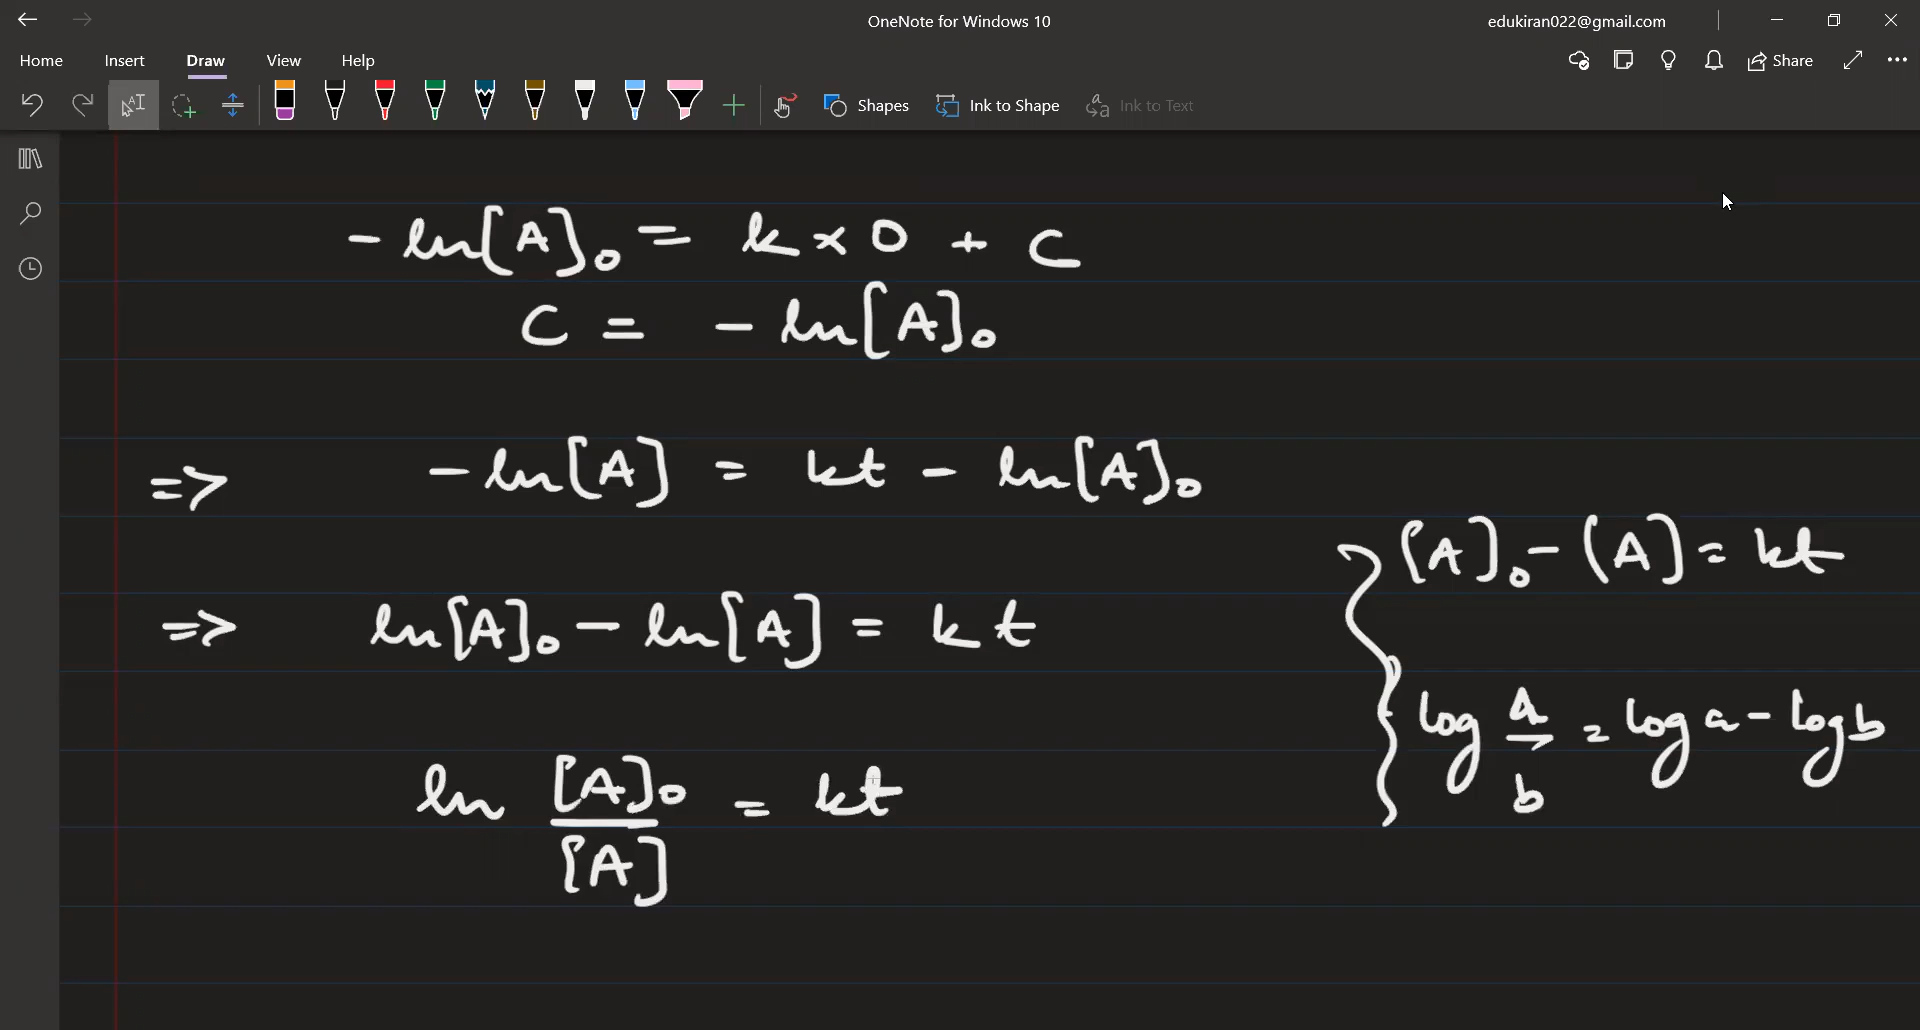 OneNote for Windows 10
edukiran022@gmail.com
Home Insert Draw View Help
Share
Shapes Ink to Shape Ink to Text
-ln[A]₀ = k × 0 + C
C = - ln[A]₀
=> -ln[A] = kt - ln[A]₀
=> ln[A]₀ - ln[A] = kt
ln [A]₀/[A] = kt
[A]₀ - [A] = kt
log a/b = log a - log b